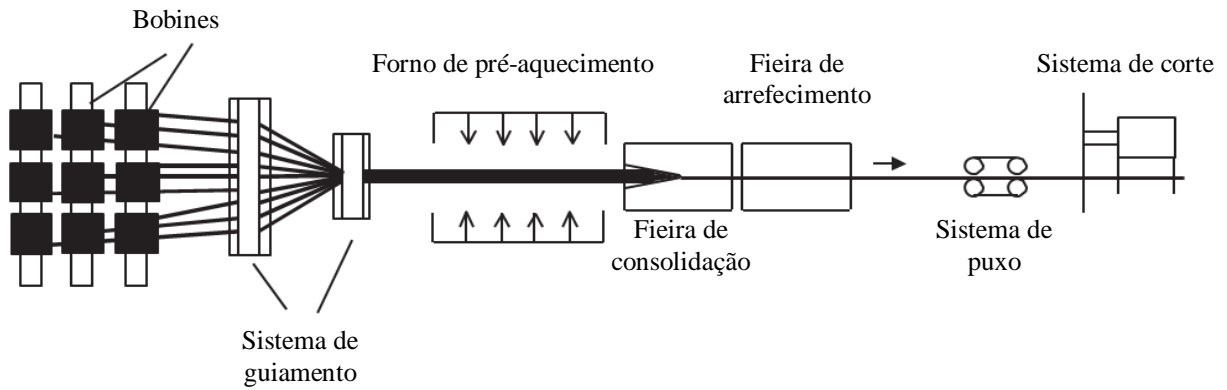 Bobines
Forno de pré-aquecimento
Fieira de
arrefecimento
Sistema de corte
Fieira de
consolidação
Sistema de
puxo
Sistema de
guiamento